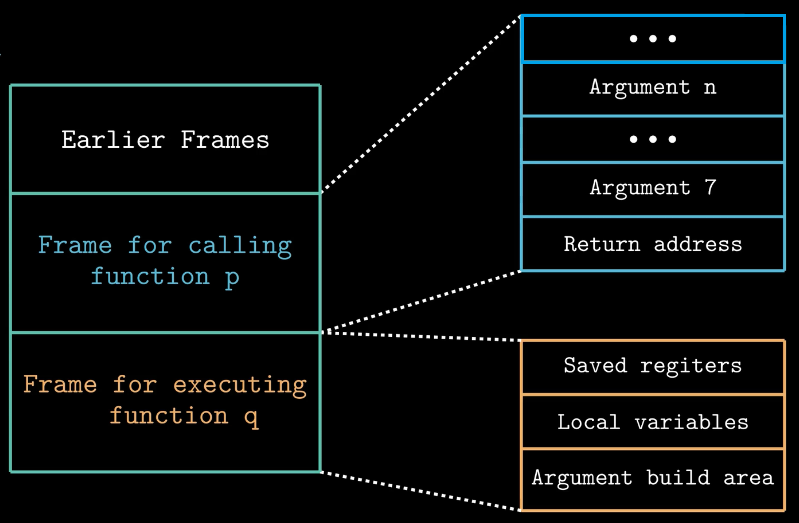 Earlier Frames
Frame for calling
function p
Frame for executing
function q
•••
Argument n
•••
Argument 7
Return address
Saved regiters
Local variables
Argument build area